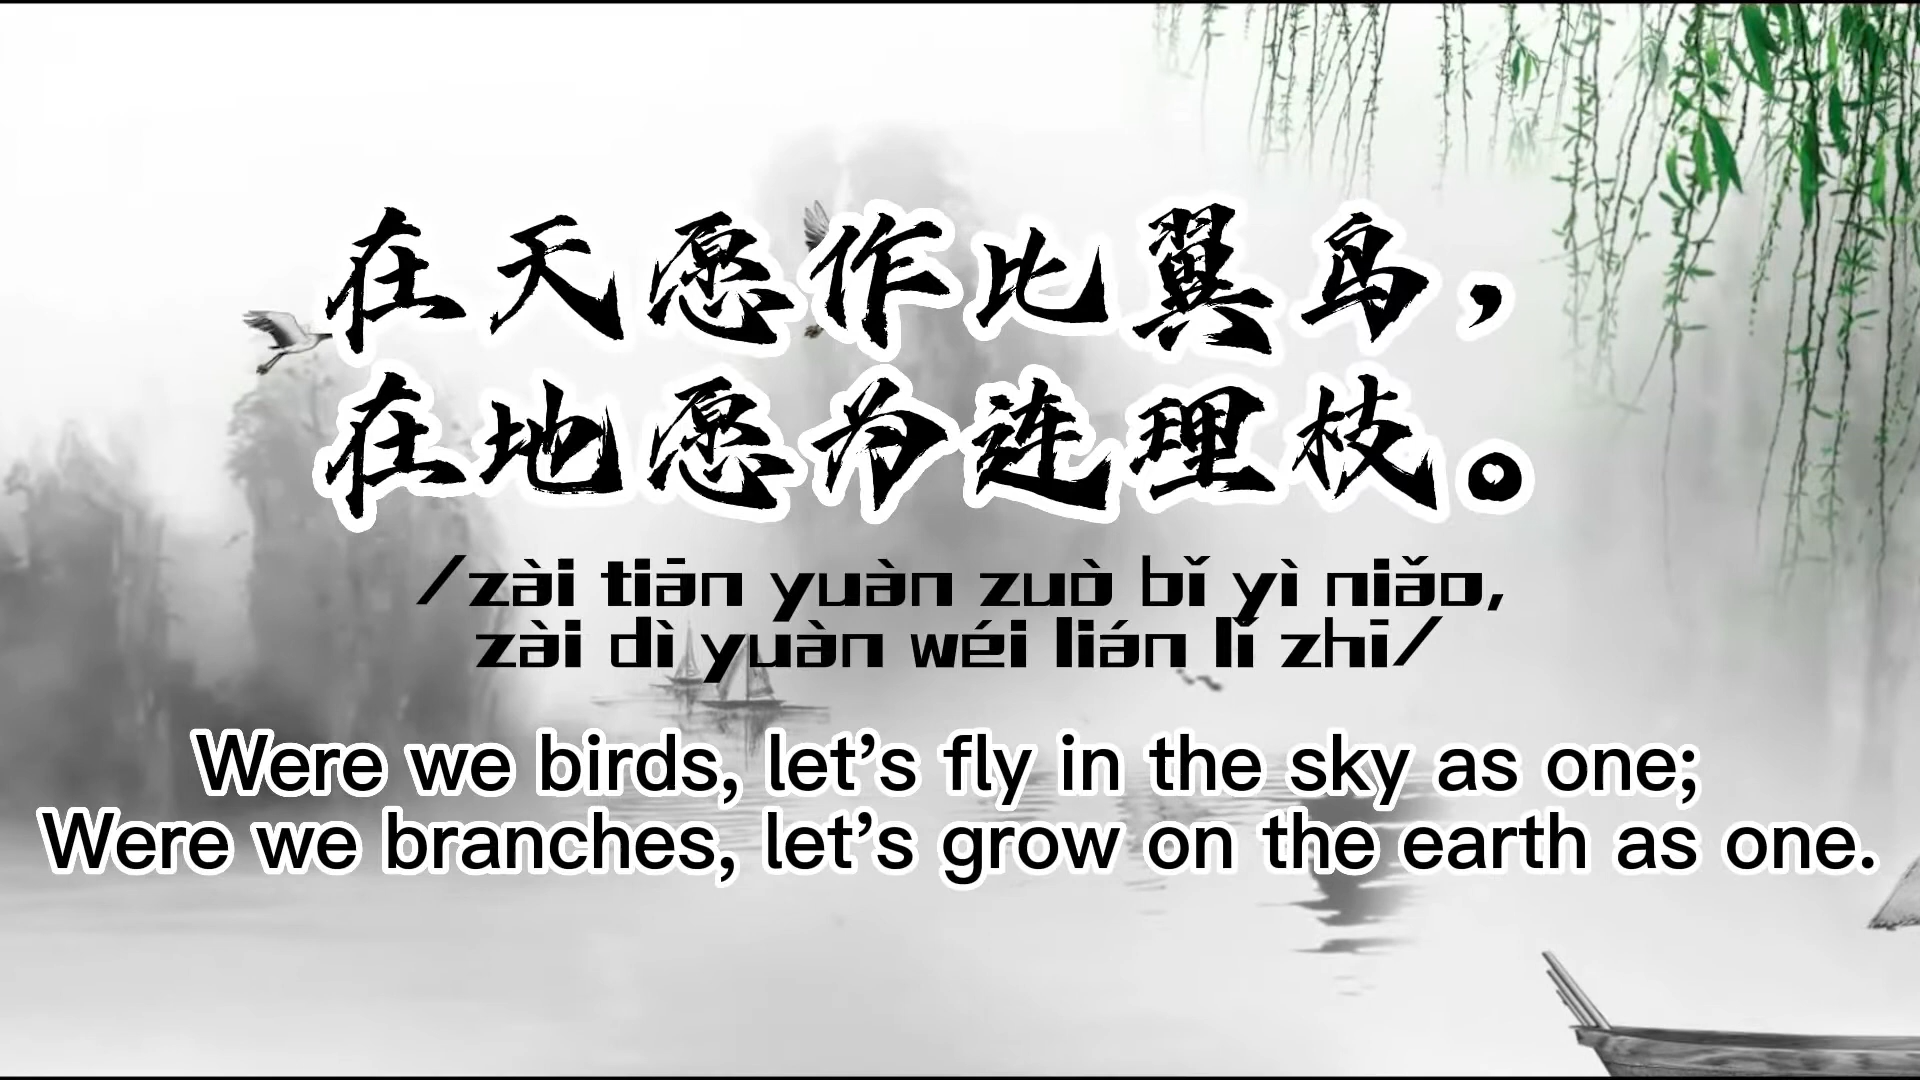 在天愿作比翼鸟，
在地愿为连理枝。
/zài tiān yuàn zuò bǐ yì niǎo,
zài dì yuàn wéi lián lǐ zhī/
Were we birds, let’s fly in the sky as one;
Were we branches, let’s grow on the earth as one.